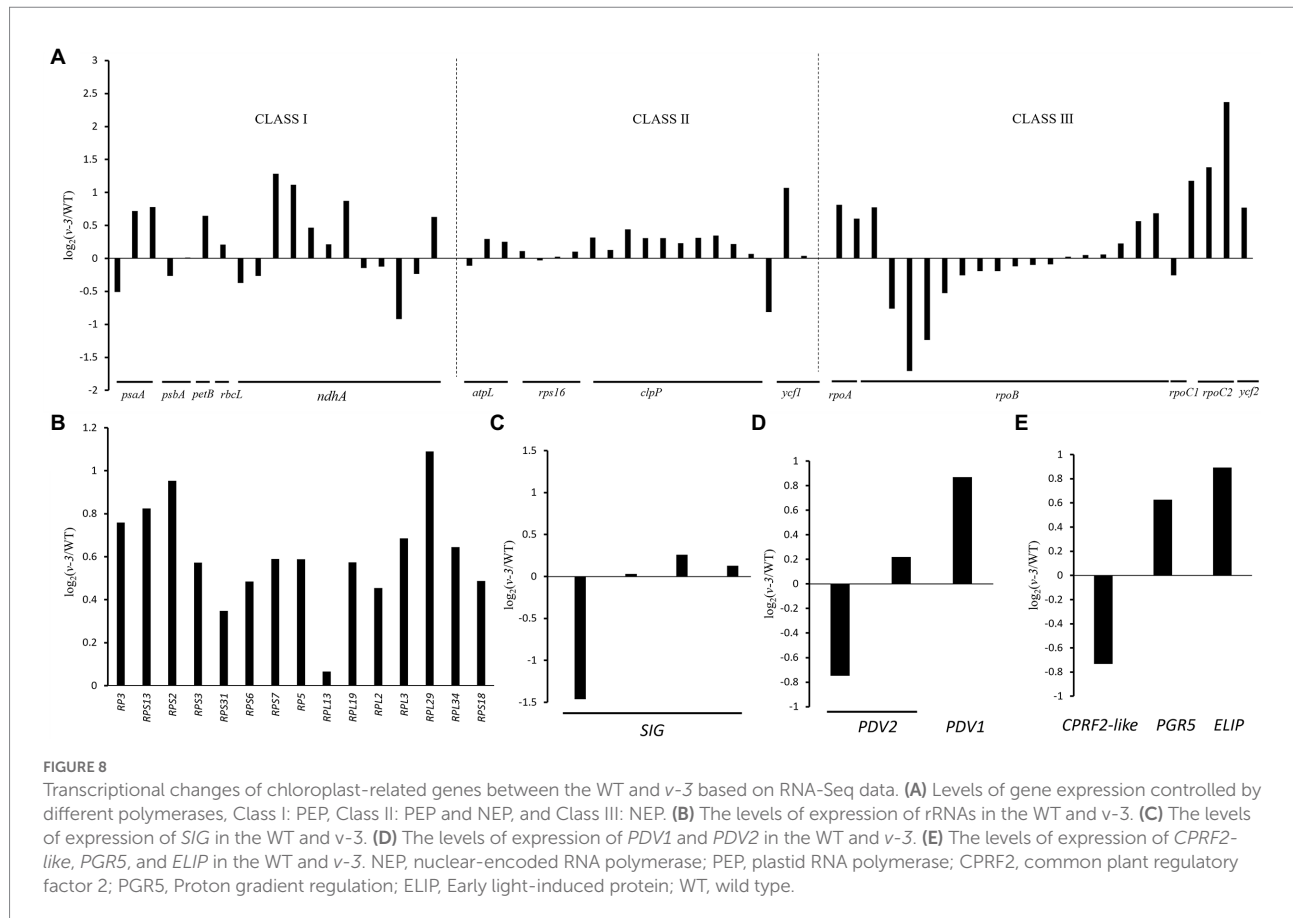 A
3
2.5
2
1.5
1
0.5
0
-0.5
-1
-1.5
-2
log2(v-3/WT)
CLASS I
CLASS II
CLASS III
psaA
psbA
petB
rbcL
ndhA
atpL
rps16
clpP
ycf1
rpoA
rpoB
rpoC1
rpoC2
ycf2
B
1.2
1
0.8
0.6
0.4
0.2
0
log2(v-3/WT)
RP3
RPS13
RPS2
RPS3
RPS31
RPS6
RPS7
RP5
RPL13
RPL19
RPL2
RPL3
RPL29
RPL34
RPS18
C
1.5
1
0.5
0
-0.5
-1
-1.5
log2(v-3/WT)
SIG
D
1
0.8
0.6
0.4
0.2
0
-0.2
-0.4
-0.6
-0.8
-1
log2(v-3/WT)
PDV2
PDV1
E
1
0.8
0.6
0.4
0.2
0
-0.2
-0.4
-0.6
-0.8
-1
log2(v-3/WT)
CPRF2-like
PGR5
ELIP
FIGURE 8
Transcriptional changes of chloroplast-related genes between the WT and v-3 based on RNA-Seq data. (A) Levels of gene expression controlled by
different polymerases, Class I: PEP, Class II: PEP and NEP, and Class III: NEP. (B) The levels of expression of rRNAs in the WT and v-3. (C) The levels
of expression of SIG in the WT and v-3. (D) The levels of expression of PDV1 and PDV2 in the WT and v-3. (E) The levels of expression of CPRF2-
like, PGR5, and ELIP in the WT and v-3. NEP, nuclear-encoded RNA polymerase; PEP, plastid RNA polymerase; CPRF2, common plant regulatory
factor 2; PGR5, Proton gradient regulation; ELIP, Early light-induced protein; WT, wild type.